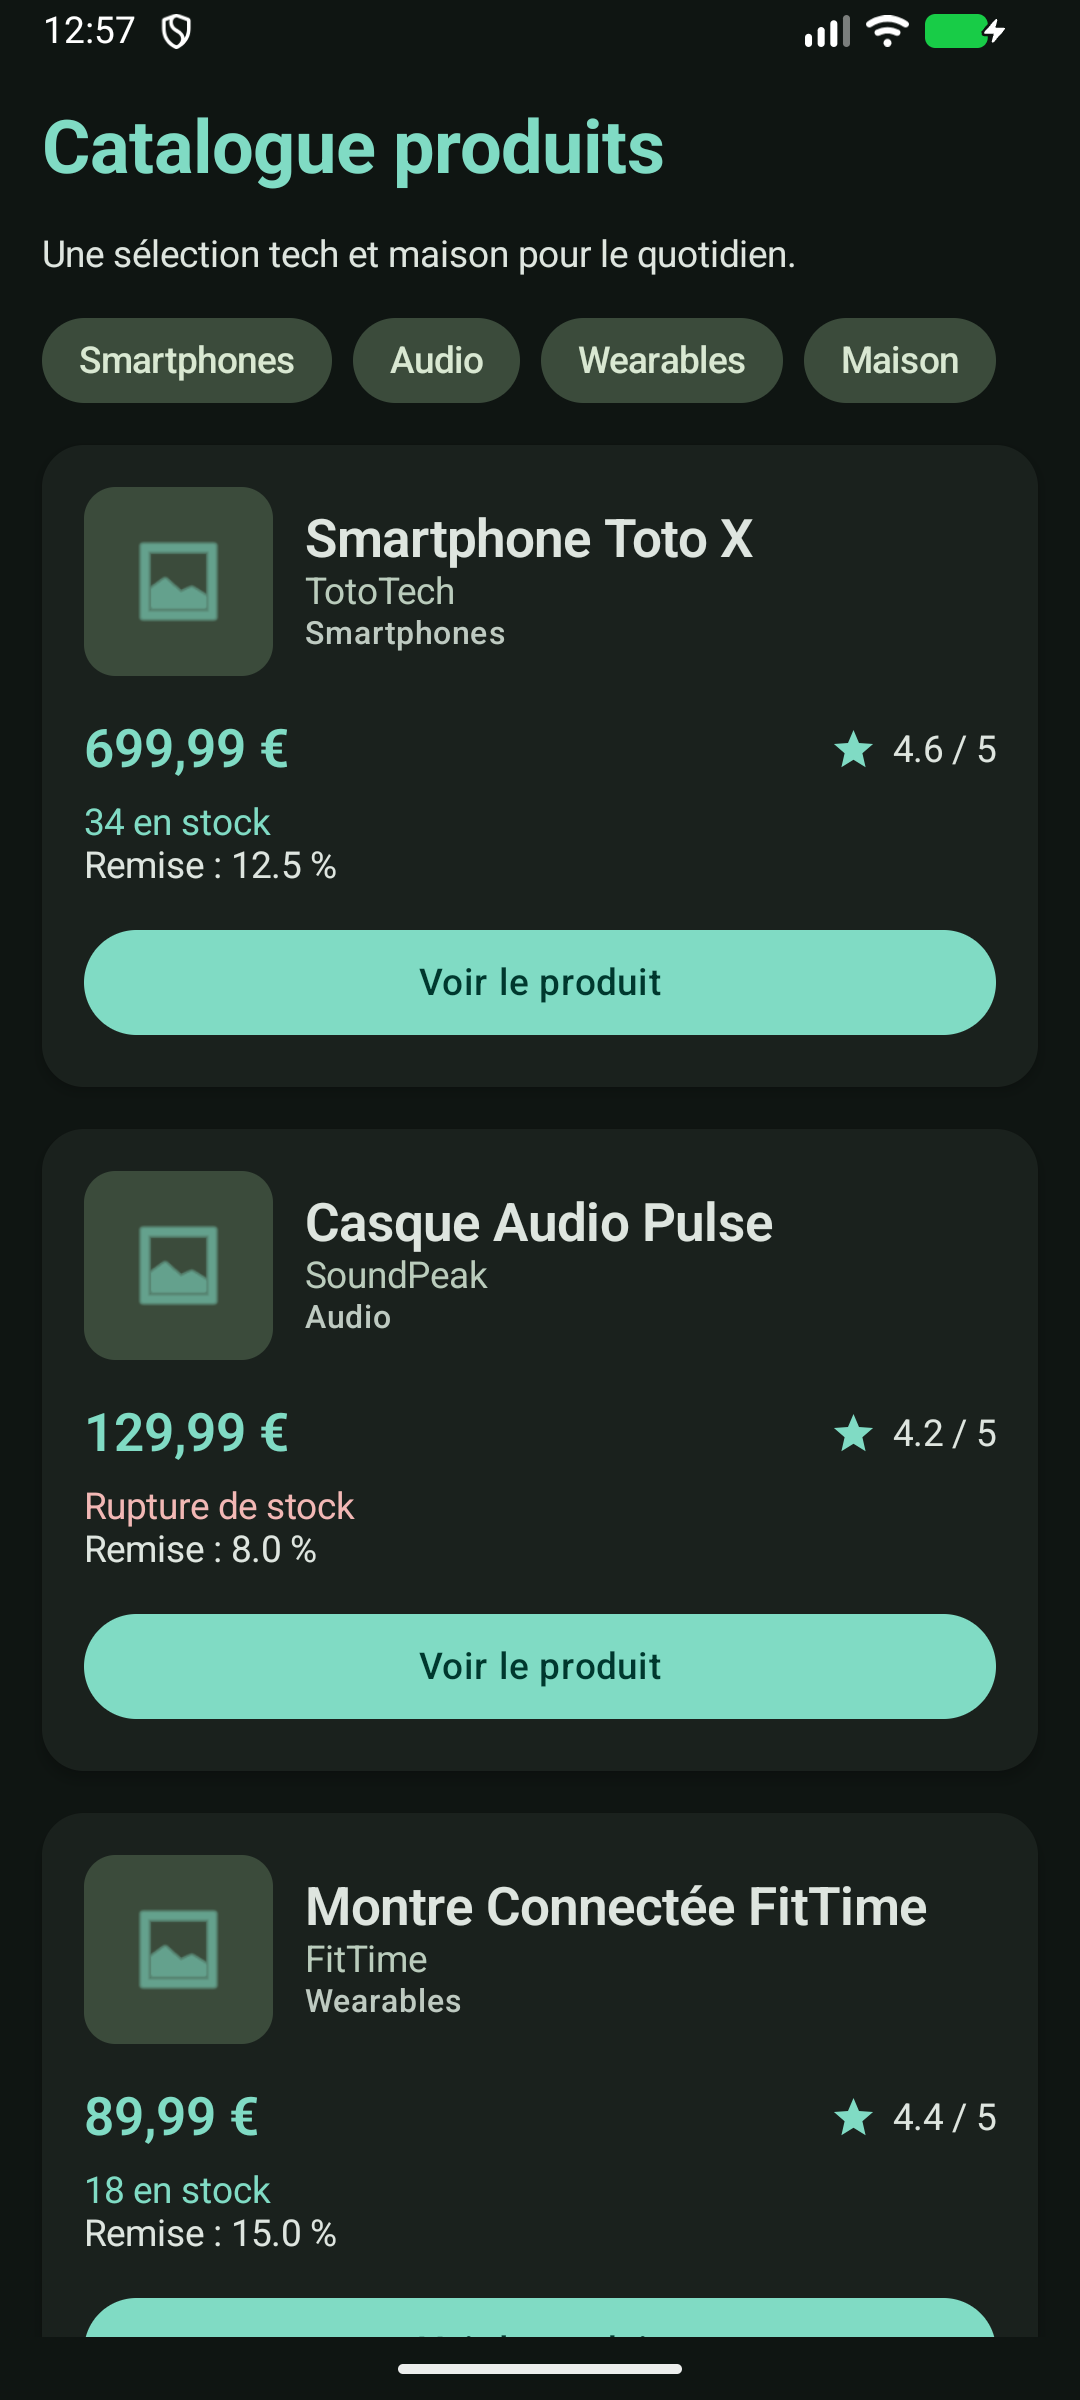 12:57
Catalogue produits
Une sélection tech et maison pour le quotidien.
Smartphones Audio Wearables Maison
Smartphone Toto X
TotoTech
Smartphones
699,99 € 4.6 / 5
34 en stock
Remise : 12.5 %
Voir le produit
Casque Audio Pulse
SoundPeak
Audio
129,99 € 4.2 / 5
Rupture de stock
Remise : 8.0 %
Voir le produit
Montre Connectée FitTime
FitTime
Wearables
89,99 € 4.4 / 5
18 en stock
Remise : 15.0 %